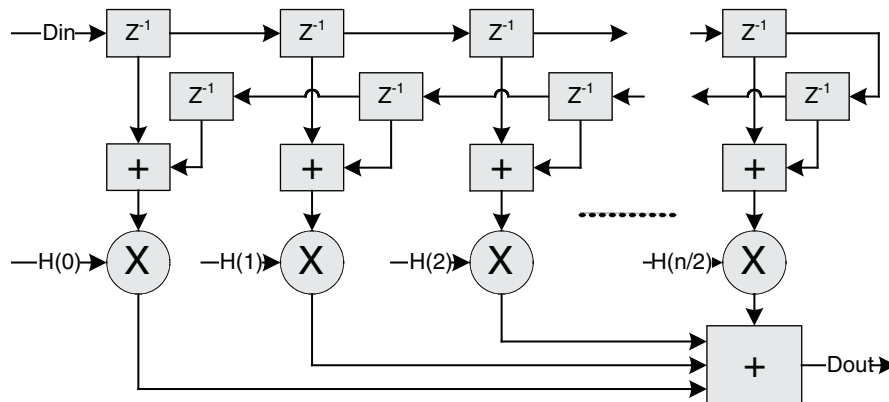 Din
Z⁻¹ Z⁻¹ Z⁻¹ Z⁻¹
Z⁻¹ Z⁻¹ Z⁻¹ Z⁻¹
+ + + +
H(0) X H(1) X H(2) X H(n/2) X
+
Dout